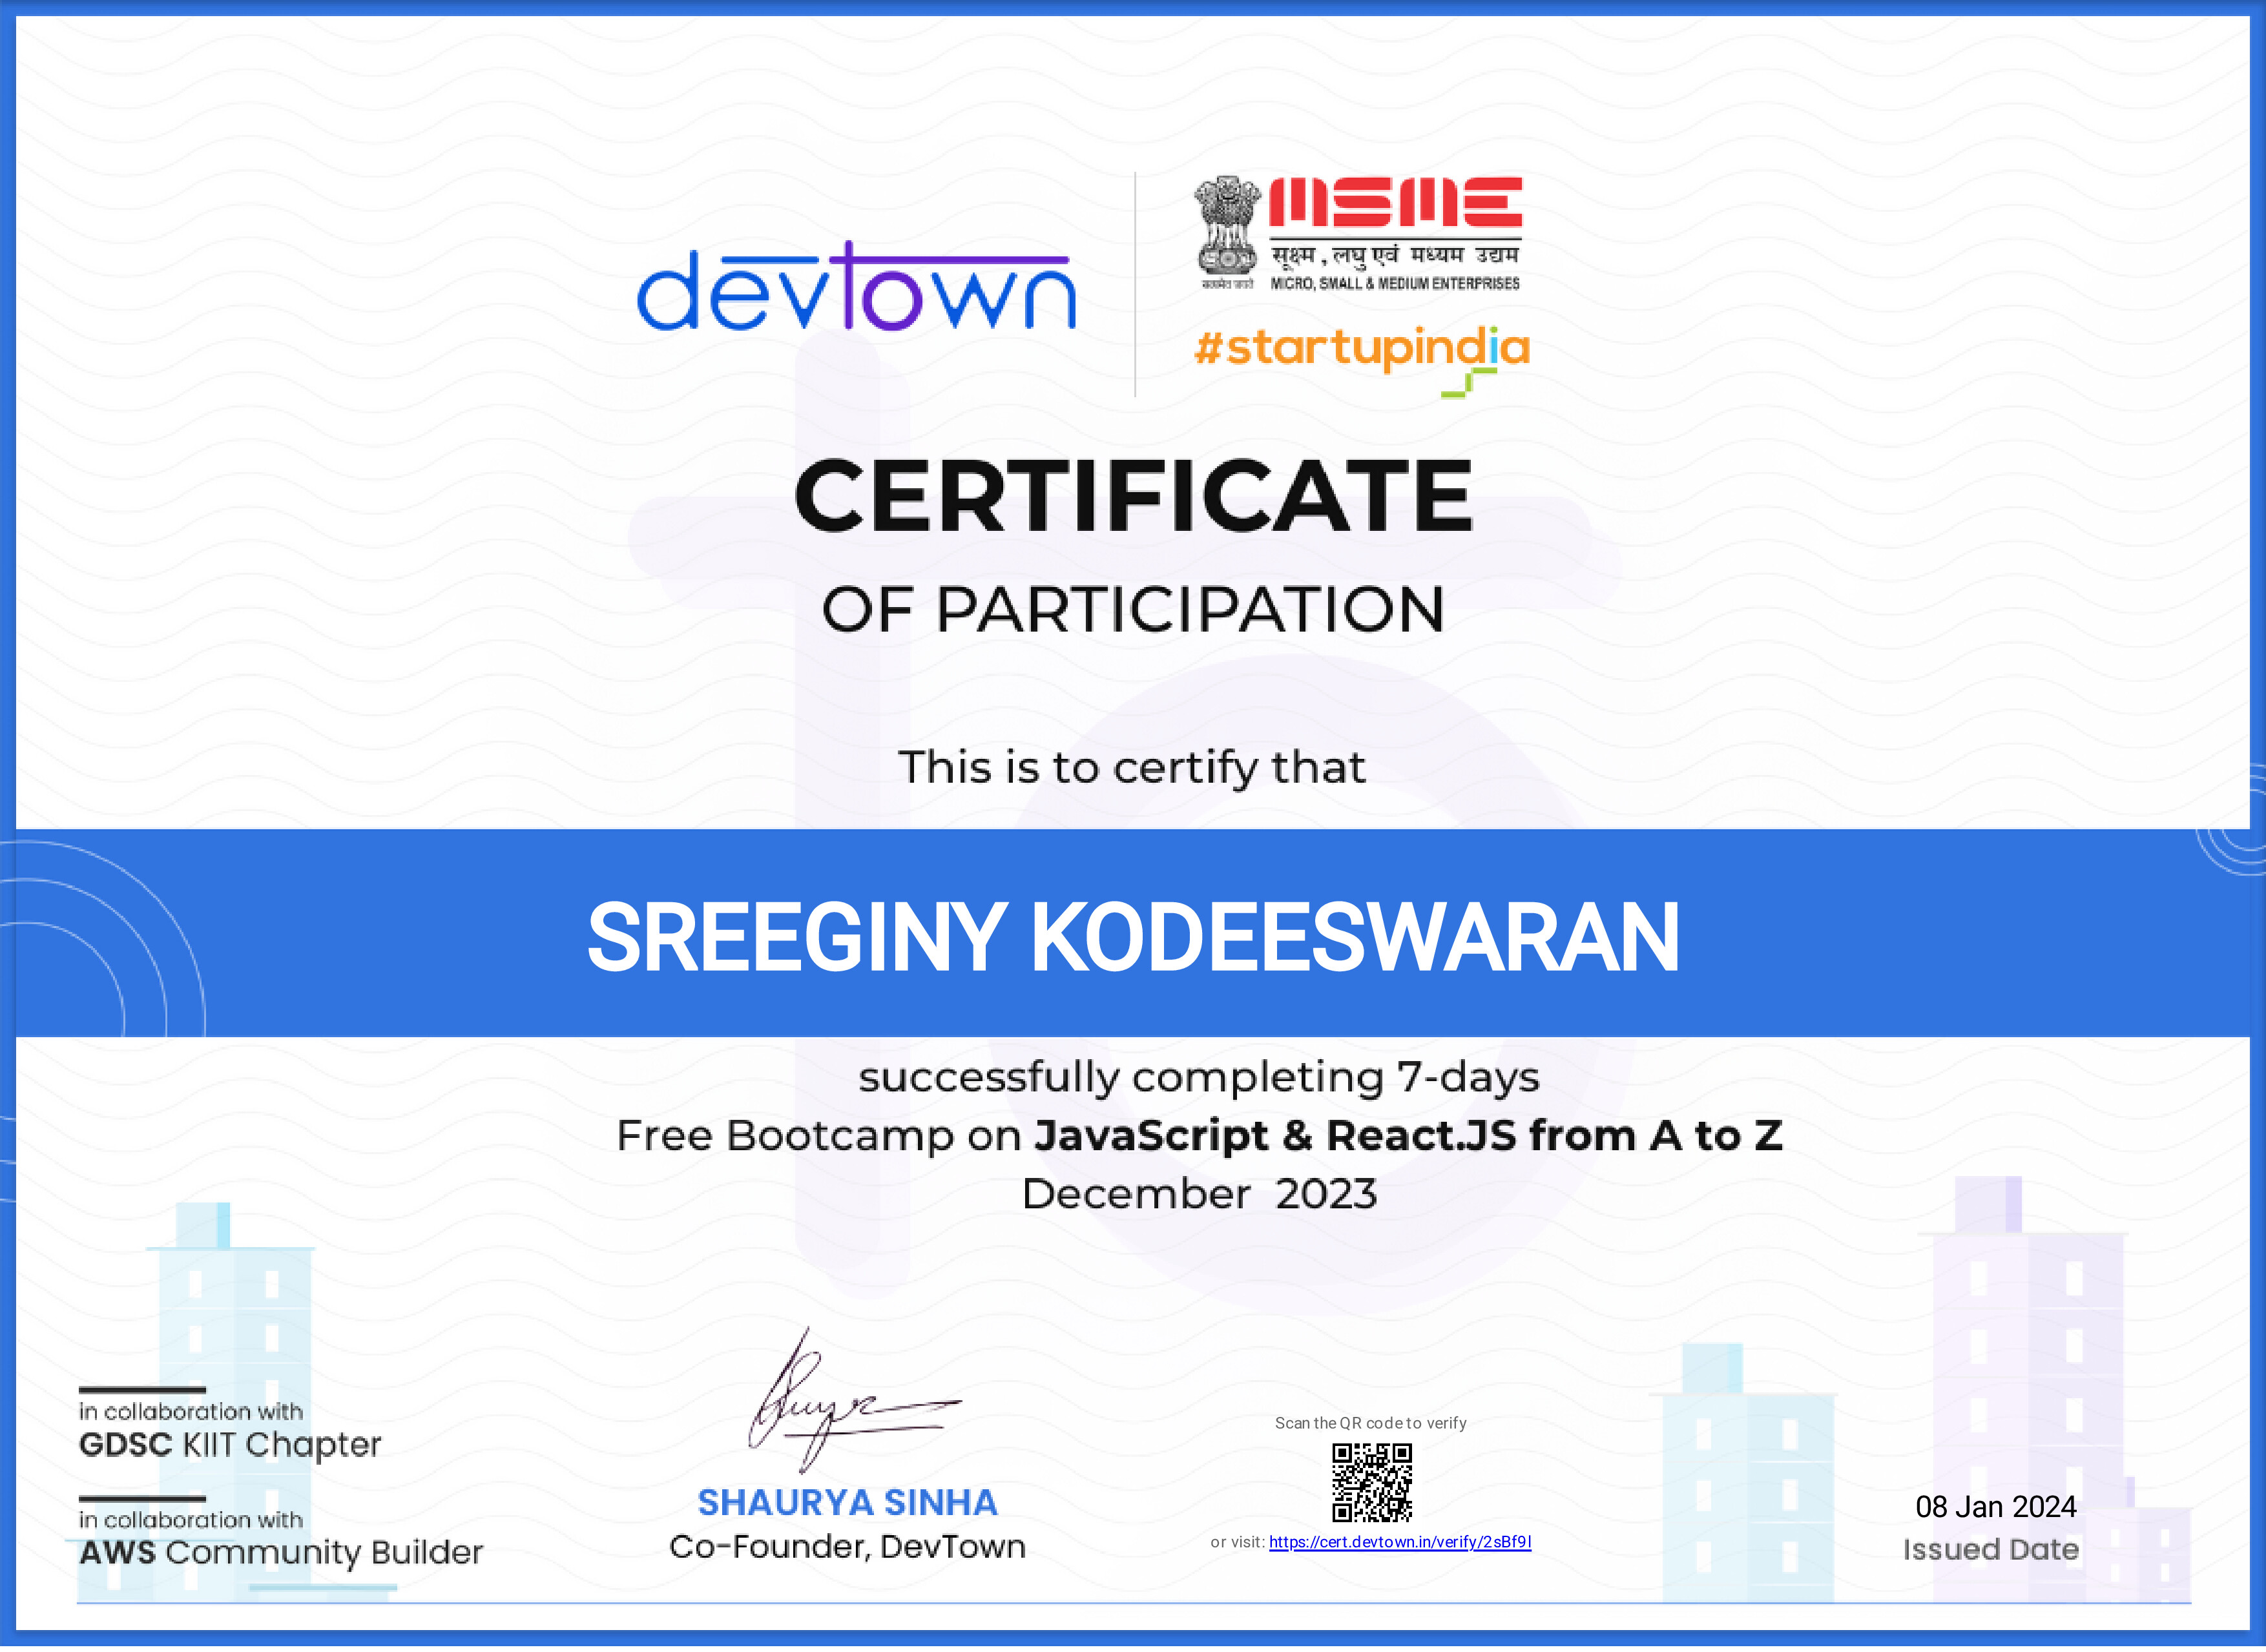 devtown
MSME
सूक्ष्म , लघु एवं मध्यम उद्यम
सत्यमेव जयते
MICRO, SMALL & MEDIUM ENTERPRISES
#startupindia
CERTIFICATE
OF PARTICIPATION
This is to certify that
SREEGINY KODEESWARAN
successfully completing 7-days
Free Bootcamp on JavaScript & React.JS from A to Z
December 2023
in collaboration with
GDSC KIIT Chapter
in collaboration with
AWS Community Builder
SHAURYA SINHA
Co-Founder, DevTown
Scan the QR code to verify
or visit: https://cert.devtown.in/verify/2sBf9I
08 Jan 2024
Issued Date